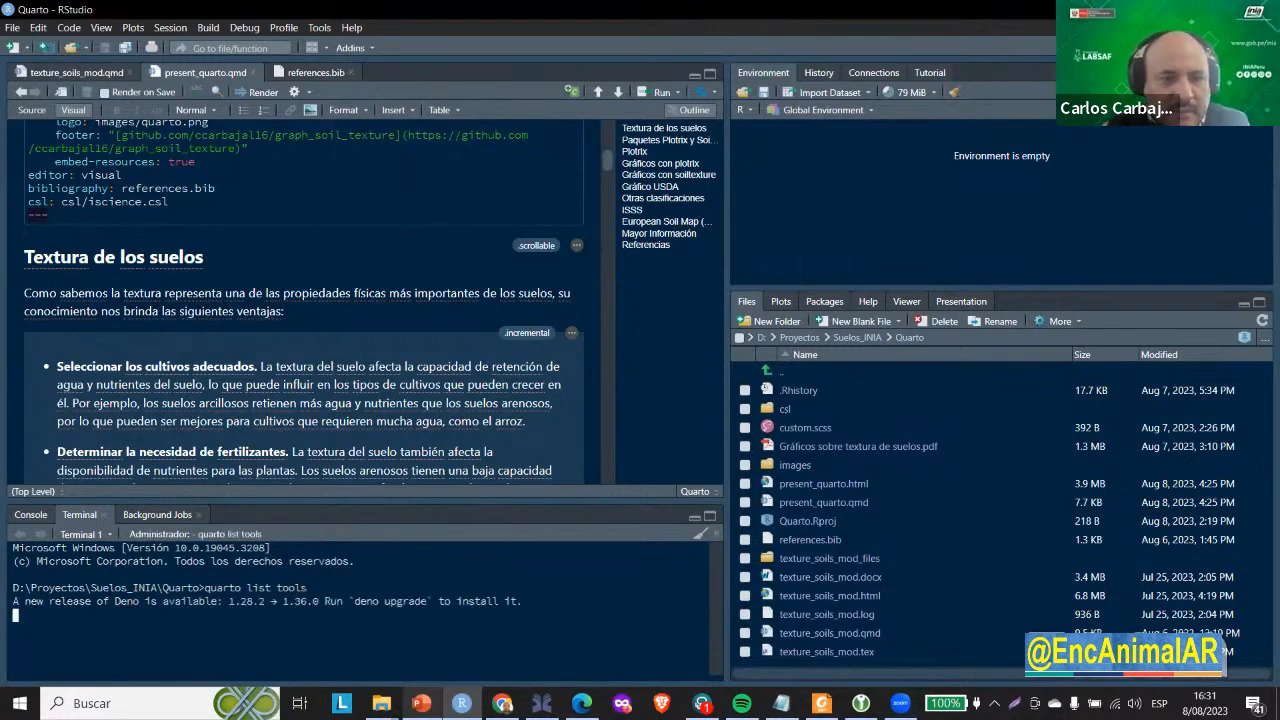 Quarto - RStudio
File Edit Code View Plots Session Build Debug Profile Tools Help
Go to file/function
Addins
texture_soils_mod.qmd
present_quarto.qmd
references.bib
Render on Save
Render
Run
Source Visual
Normal
Format
Insert
Table
Outline
logo: images/quarto.png
footer: "[github.com/ccarbajal16/graph_soil_texture](https://github.com
/ccarbajal16/graph_soil_texture)"
embed-resources: true
editor: visual
bibliography: references.bib
csl: csl/iscience.csl
---
Textura de los suelos
.scrollable
Como sabemos la textura representa una de las propiedades físicas más importantes de los suelos, su
conocimiento nos brinda las siguientes ventajas:
.incremental
• Seleccionar los cultivos adecuados. La textura del suelo afecta la capacidad de retención de
agua y nutrientes del suelo, lo que puede influir en los tipos de cultivos que pueden crecer en
él. Por ejemplo, los suelos arcillosos retienen más agua y nutrientes que los suelos arenosos,
por lo que pueden ser mejores para cultivos que requieren mucha agua, como el arroz.
• Determinar la necesidad de fertilizantes. La textura del suelo también afecta la
disponibilidad de nutrientes para las plantas. Los suelos arenosos tienen una baja capacidad
Textura de los suelos
Paquetes Plotrix y Soi...
Plotrix
Gráficos con plotrix
Gráficos con soiltexture
Gráfico USDA
Otras clasificaciones
ISSS
European Soil Map (...
Mayor Información
Referencias
(Top Level)
Quarto
Console Terminal Background Jobs
Terminal 1 Administrador: - quarto list tools
Microsoft Windows [Versión 10.0.19045.3208]
(c) Microsoft Corporation. Todos los derechos reservados.
D:\Proyectos\Suelos_INIA\Quarto>quarto list tools
A new release of Deno is available: 1.28.2 → 1.36.0 Run `deno upgrade` to install it.
Environment History Connections Tutorial
Import Dataset
79 MiB
R
Global Environment
Environment is empty
Files Plots Packages Help Viewer Presentation
New Folder New Blank File Delete Rename More
D: Proyectos Suelos_INIA Quarto
Name Size Modified
..
.Rhistory 17.7 KB Aug 7, 2023, 5:34 PM
csl
custom.scss 392 B Aug 7, 2023, 2:26 PM
Gráficos sobre textura de suelos.pdf 1.3 MB Aug 7, 2023, 3:10 PM
images
present_quarto.html 3.9 MB Aug 8, 2023, 4:25 PM
present_quarto.qmd 7.7 KB Aug 8, 2023, 4:25 PM
Quarto.Rproj 218 B Aug 8, 2023, 2:19 PM
references.bib 1.3 KB Aug 6, 2023, 1:45 PM
texture_soils_mod_files
texture_soils_mod.docx 3.4 MB Jul 25, 2023, 2:05 PM
texture_soils_mod.html 6.8 MB Jul 25, 2023, 4:19 PM
texture_soils_mod.log 936 B Jul 25, 2023, 2:04 PM
texture_soils_mod.qmd
texture_soils_mod.tex
@EncAnimalAR
inia
www.gob.pe/inia
LABSAF
INIAPeru
Carlos Carbaj...
Buscar
100%
ESP
16:31
8/08/2023
41